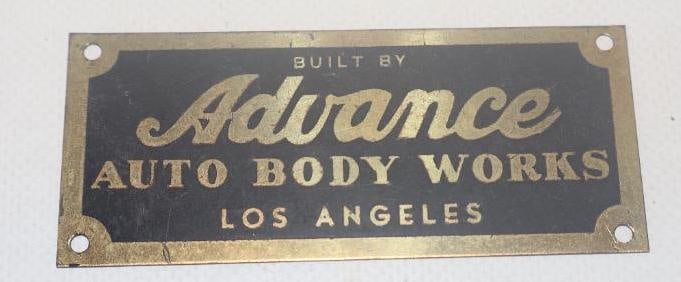 BUILT BY
Advance
AUTO BODY WORKS
LOS ANGELES